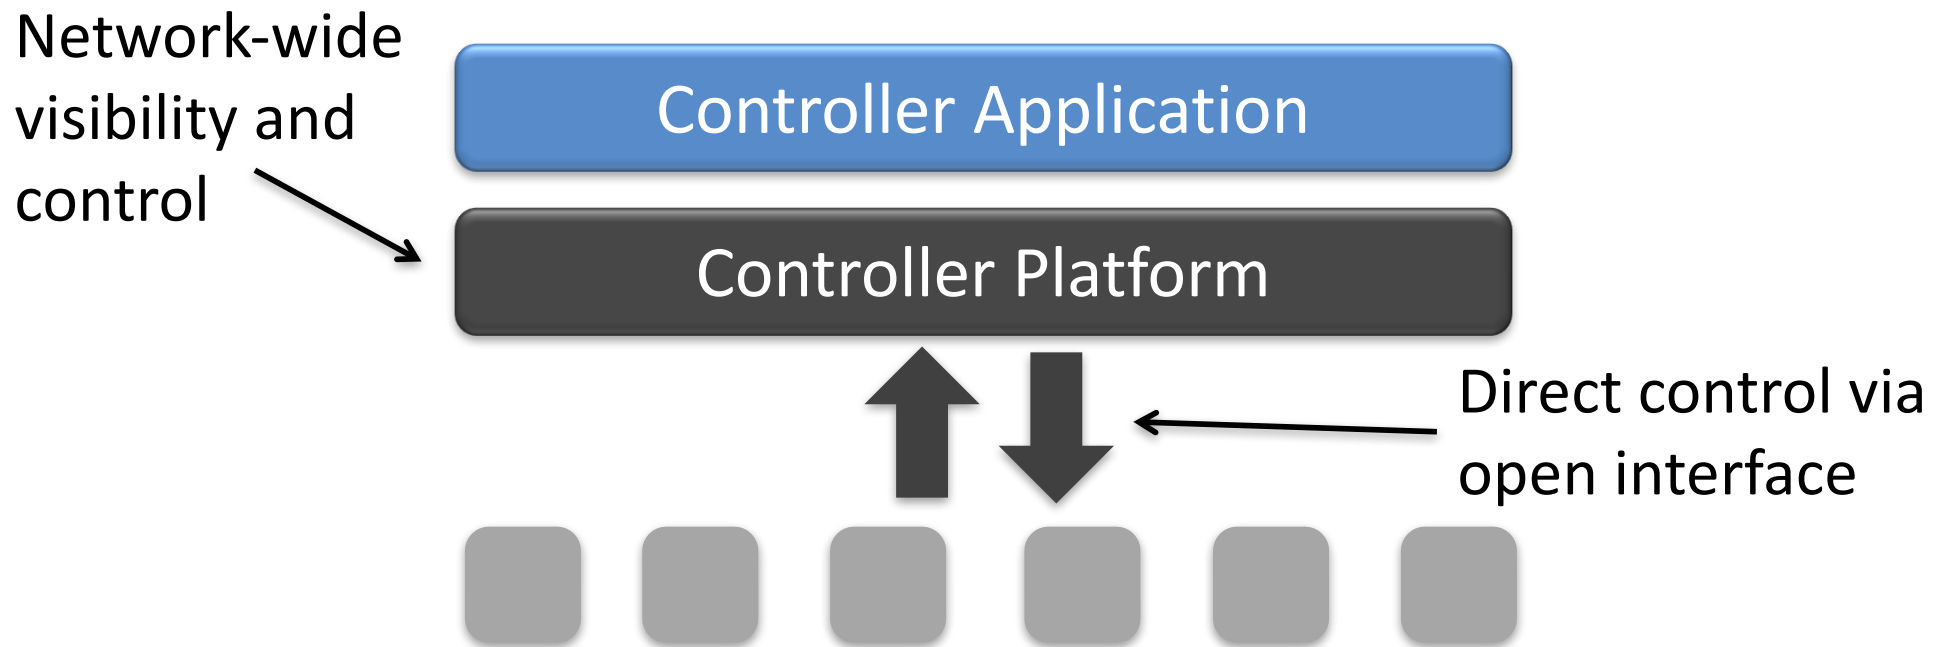 Network-wide
visibility and
control
Controller Application
Controller Platform
Direct control via
open interface